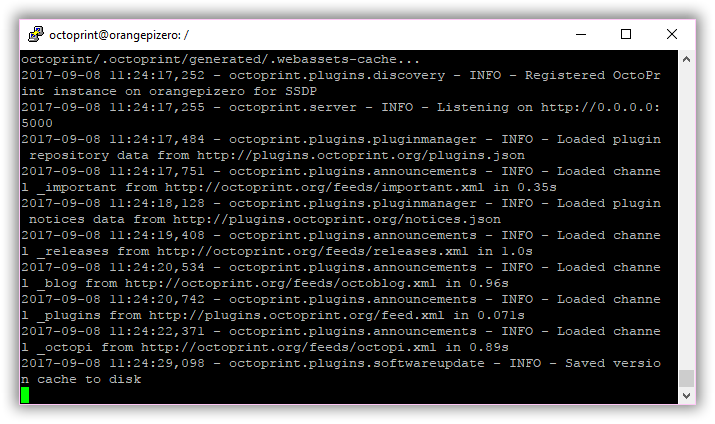 octoprint@orangepizero: /
octoprint/.octoprint/generated/.webassets-cache...
2017-09-08 11:24:17,252 - octoprint.plugins.discovery - INFO - Registered OctoPr
int instance on orangepizero for SSDP
2017-09-08 11:24:17,255 - octoprint.server - INFO - Listening on http://0.0.0.0:
5000
2017-09-08 11:24:17,484 - octoprint.plugins.pluginmanager - INFO - Loaded plugin
 repository data from http://plugins.octoprint.org/plugins.json
2017-09-08 11:24:17,751 - octoprint.plugins.announcements - INFO - Loaded channe
l _important from http://octoprint.org/feeds/important.xml in 0.35s
2017-09-08 11:24:18,128 - octoprint.plugins.pluginmanager - INFO - Loaded plugin
 notices data from http://plugins.octoprint.org/notices.json
2017-09-08 11:24:19,408 - octoprint.plugins.announcements - INFO - Loaded channe
l _releases from http://octoprint.org/feeds/releases.xml in 1.0s
2017-09-08 11:24:20,534 - octoprint.plugins.announcements - INFO - Loaded channe
l _blog from http://octoprint.org/feeds/octoblog.xml in 0.96s
2017-09-08 11:24:20,742 - octoprint.plugins.announcements - INFO - Loaded channe
l _plugins from http://plugins.octoprint.org/feed.xml in 0.071s
2017-09-08 11:24:22,371 - octoprint.plugins.announcements - INFO - Loaded channe
l _octopi from http://octoprint.org/feeds/octopi.xml in 0.89s
2017-09-08 11:24:29,098 - octoprint.plugins.softwareupdate - INFO - Saved versio
n cache to disk